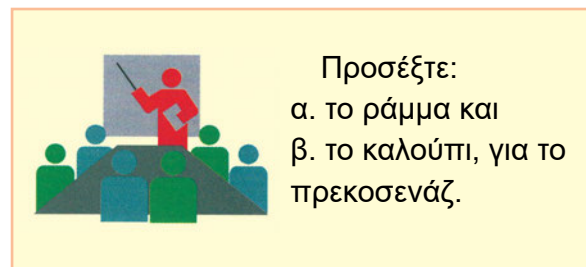 Προσέξτε:
α. το ράμμα και
β. το καλούπι, για το
πρεκοσενάζ.